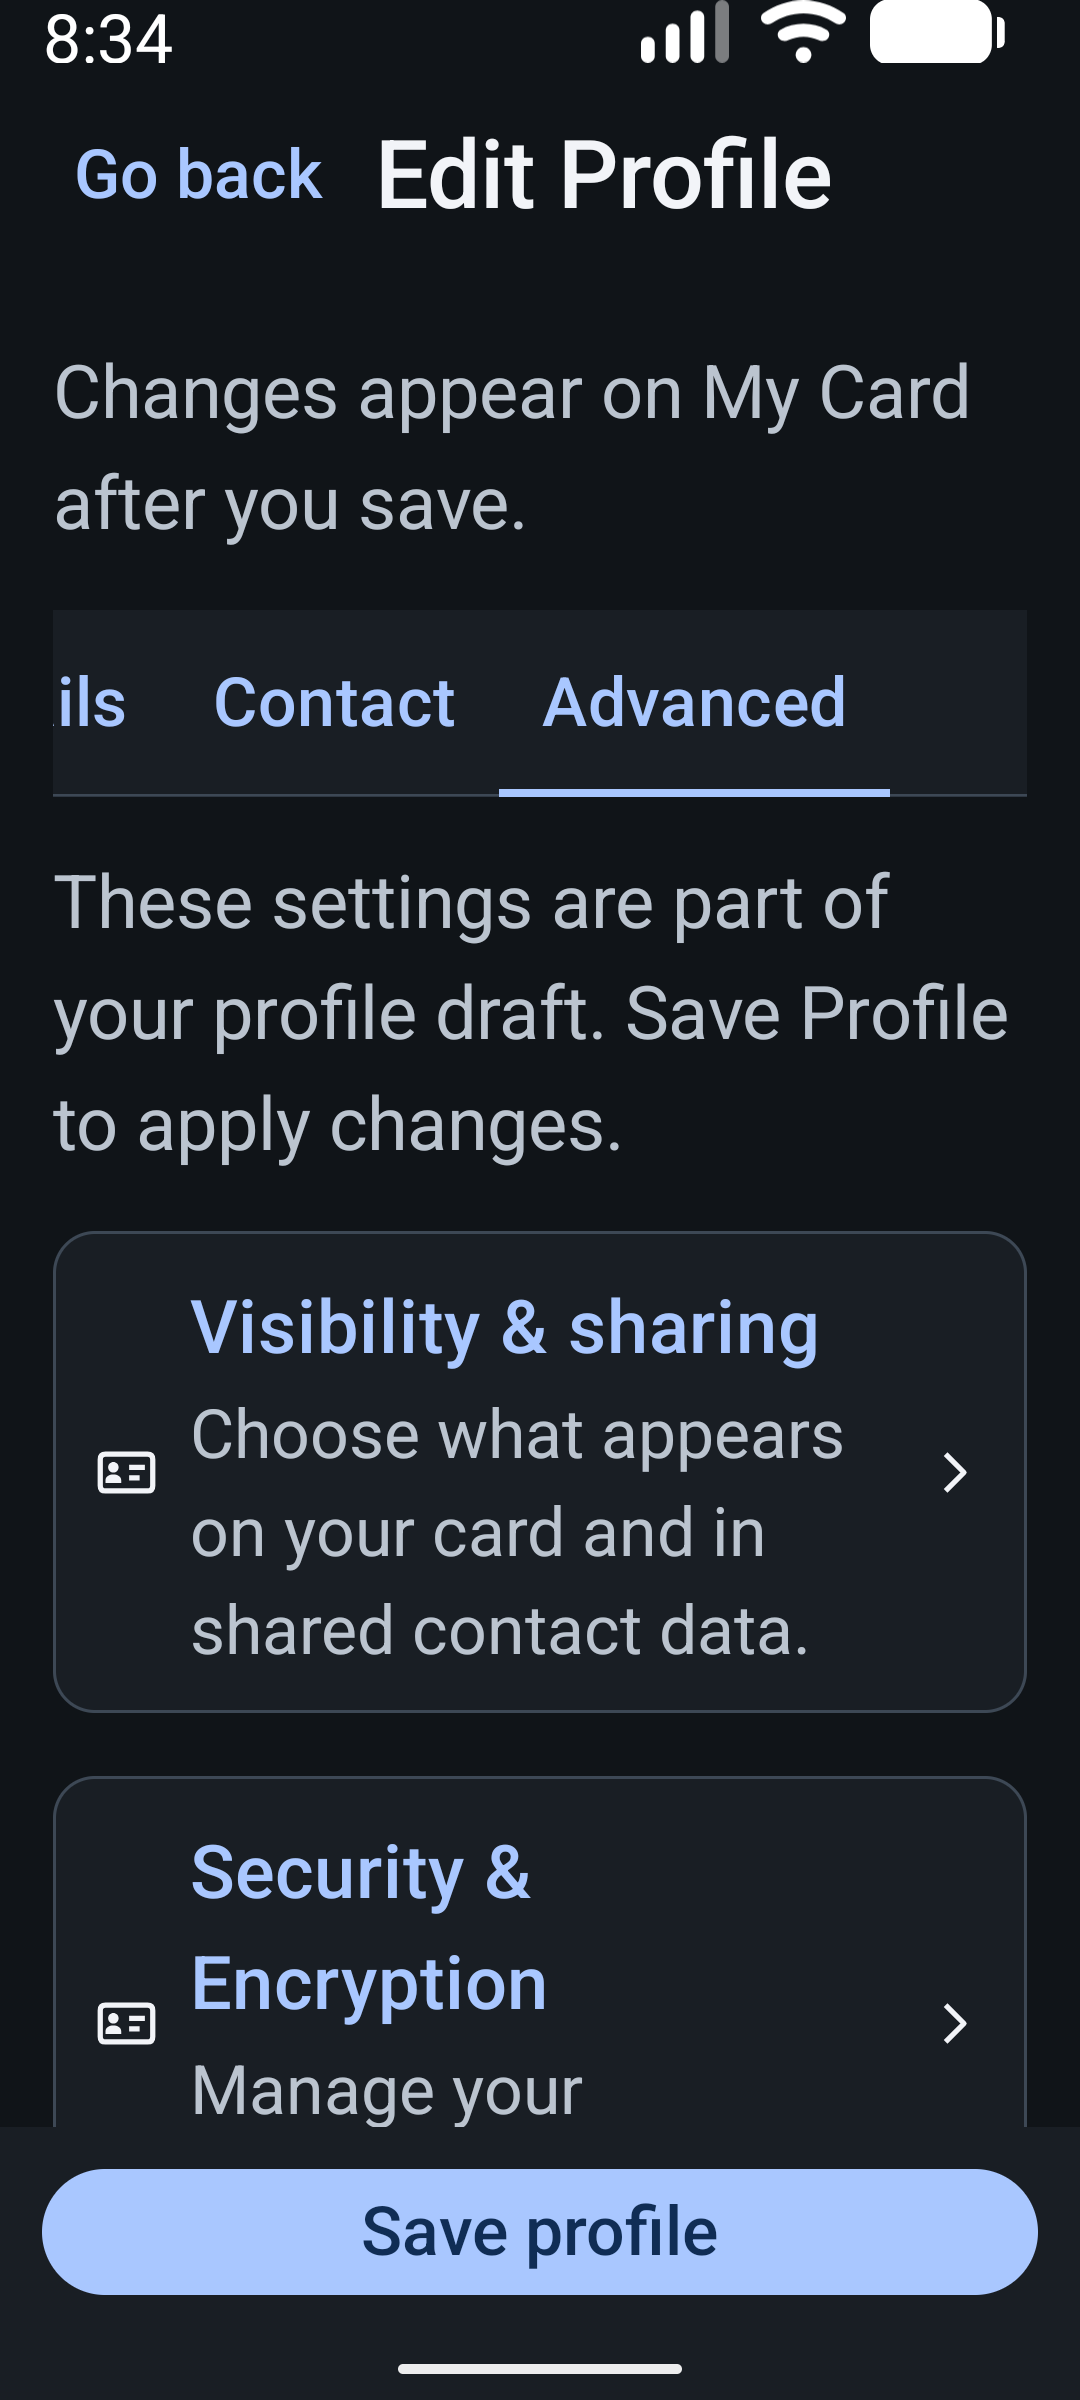 8:34
Go back
Edit Profile
Changes appear on My Card
after you save.
ils
Contact
Advanced
These settings are part of
your profile draft. Save Profile
to apply changes.
Visibility & sharing
Choose what appears
on your card and in
shared contact data.
Security &
Encryption
Manage your
Save profile